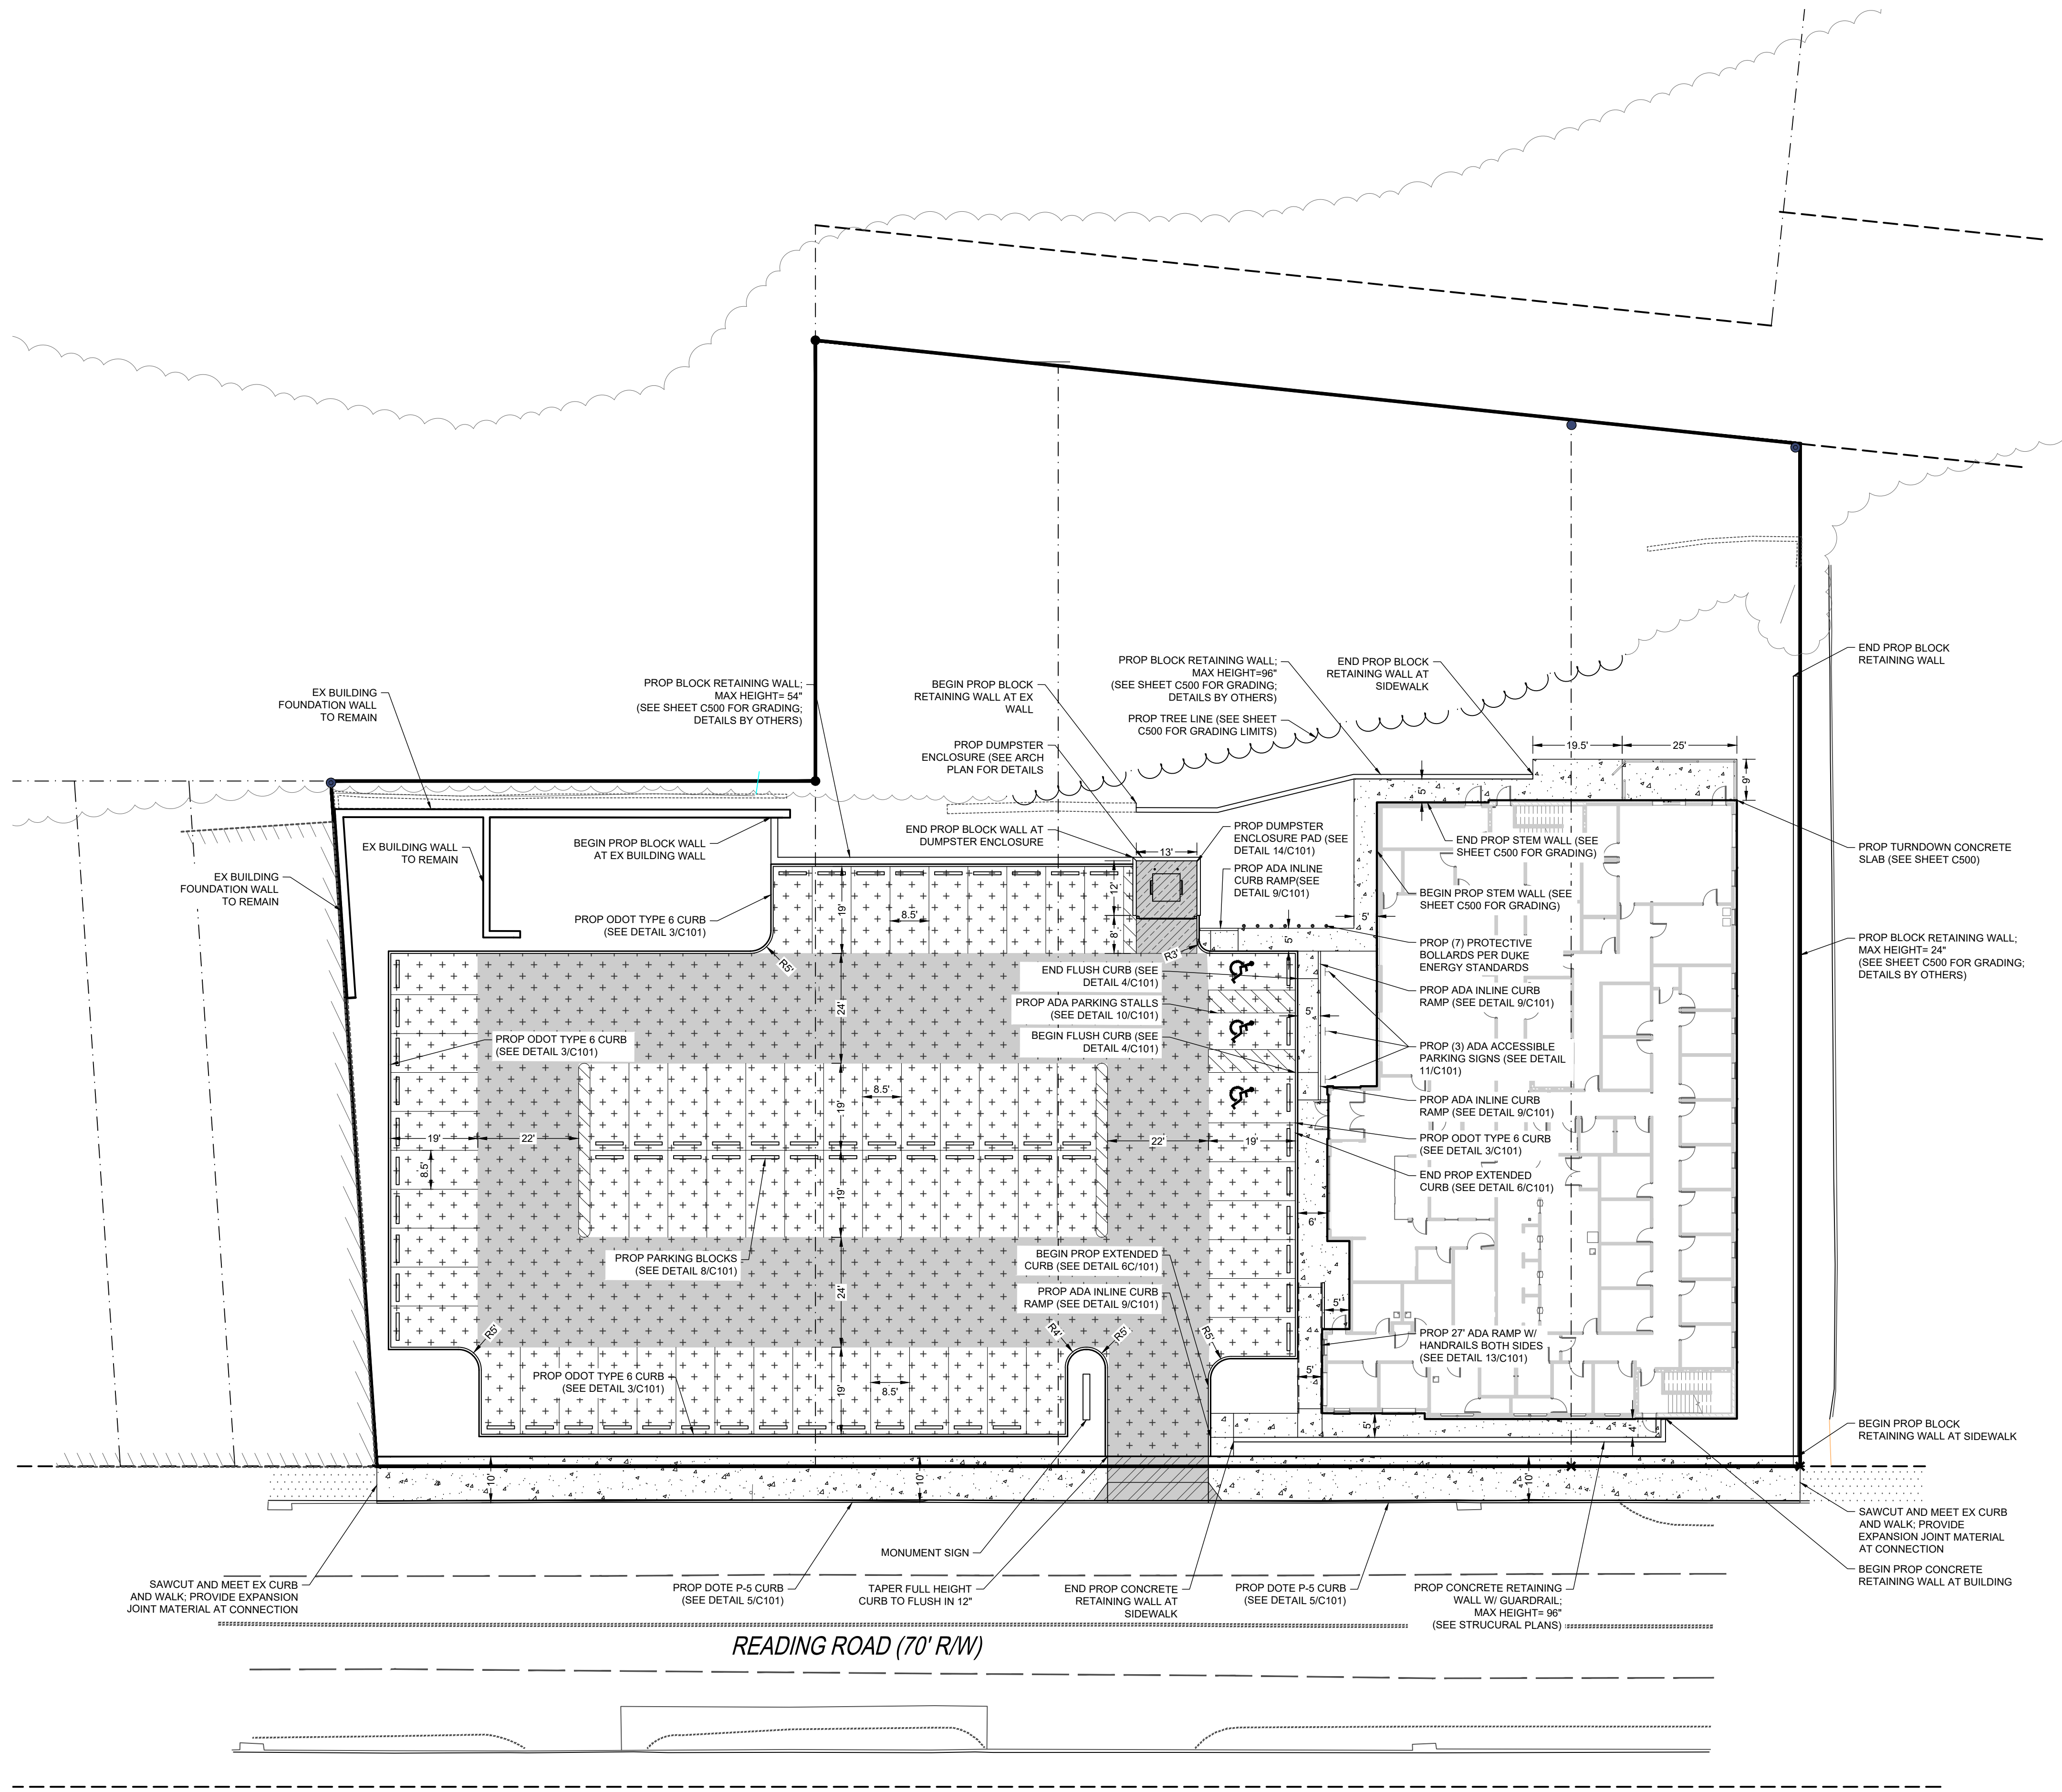 PROP BLOCK RETAINING WALL;
MAX HEIGHT= 54"
(SEE SHEET C500 FOR GRADING;
DETAILS BY OTHERS)
EX BUILDING
FOUNDATION WALL
TO REMAIN
BEGIN PROP BLOCK
RETAINING WALL AT EX
WALL
PROP BLOCK RETAINING WALL;
MAX HEIGHT=96"
(SEE SHEET C500 FOR GRADING;
DETAILS BY OTHERS)
END PROP BLOCK
RETAINING WALL AT
SIDEWALK
END PROP BLOCK
RETAINING WALL
PROP TREE LINE (SEE SHEET
C500 FOR GRADING LIMITS)
PROP DUMPSTER
ENCLOSURE (SEE ARCH
PLAN FOR DETAILS
19.5'
25'
9'
5'
EX BUILDING WALL
TO REMAIN
BEGIN PROP BLOCK WALL
AT EX BUILDING WALL
END PROP BLOCK WALL AT
DUMPSTER ENCLOSURE
13'
PROP DUMPSTER
ENCLOSURE PAD (SEE
DETAIL 14/C101)
END PROP STEM WALL (SEE
SHEET C500 FOR GRADING)
PROP TURNDOWN CONCRETE
SLAB (SEE SHEET C500)
EX BUILDING
FOUNDATION WALL
TO REMAIN
PROP ADA INLINE
CURB RAMP(SEE
DETAIL 9/C101)
BEGIN PROP STEM WALL (SEE
SHEET C500 FOR GRADING)
12'
PROP ODOT TYPE 6 CURB
(SEE DETAIL 3/C101)
19'
8.5'
8'
5'
5'
R5'
R3'
PROP (7) PROTECTIVE
BOLLARDS PER DUKE
ENERGY STANDARDS
PROP BLOCK RETAINING WALL;
MAX HEIGHT= 24"
(SEE SHEET C500 FOR GRADING;
DETAILS BY OTHERS)
END FLUSH CURB (SEE
DETAIL 4/C101)
PROP ADA INLINE CURB
RAMP (SEE DETAIL 9/C101)
PROP ADA PARKING STALLS
(SEE DETAIL 10/C101)
24'
5'
BEGIN FLUSH CURB (SEE
DETAIL 4/C101)
PROP ODOT TYPE 6 CURB
(SEE DETAIL 3/C101)
PROP (3) ADA ACCESSIBLE
PARKING SIGNS (SEE DETAIL
11/C101)
8.5'
19'
PROP ADA INLINE CURB
RAMP (SEE DETAIL 9/C101)
19'
22'
22'
19'
PROP ODOT TYPE 6 CURB
(SEE DETAIL 3/C101)
8.5'
END PROP EXTENDED
CURB (SEE DETAIL 6/C101)
19'
6'
PROP PARKING BLOCKS
(SEE DETAIL 8/C101)
BEGIN PROP EXTENDED
CURB (SEE DETAIL 6C/101)
24'
PROP ADA INLINE CURB
RAMP (SEE DETAIL 9/C101)
5'
R5'
R4'
R5'
R5'
PROP 27' ADA RAMP W/
HANDRAILS BOTH SIDES
(SEE DETAIL 13/C101)
PROP ODOT TYPE 6 CURB
(SEE DETAIL 3/C101)
8.5'
19'
5'
5'
4'
BEGIN PROP BLOCK
RETAINING WALL AT SIDEWALK
10'
10'
10'
SAWCUT AND MEET EX CURB
AND WALK; PROVIDE
EXPANSION JOINT MATERIAL
AT CONNECTION
MONUMENT SIGN
BEGIN PROP CONCRETE
RETAINING WALL AT BUILDING
SAWCUT AND MEET EX CURB
AND WALK; PROVIDE EXPANSION
JOINT MATERIAL AT CONNECTION
PROP DOTE P-5 CURB
(SEE DETAIL 5/C101)
TAPER FULL HEIGHT
CURB TO FLUSH IN 12"
END PROP CONCRETE
RETAINING WALL AT
SIDEWALK
PROP DOTE P-5 CURB
(SEE DETAIL 5/C101)
PROP CONCRETE RETAINING
WALL W/ GUARDRAIL;
MAX HEIGHT= 96"
(SEE STRUCURAL PLANS)
READING ROAD (70' R/W)